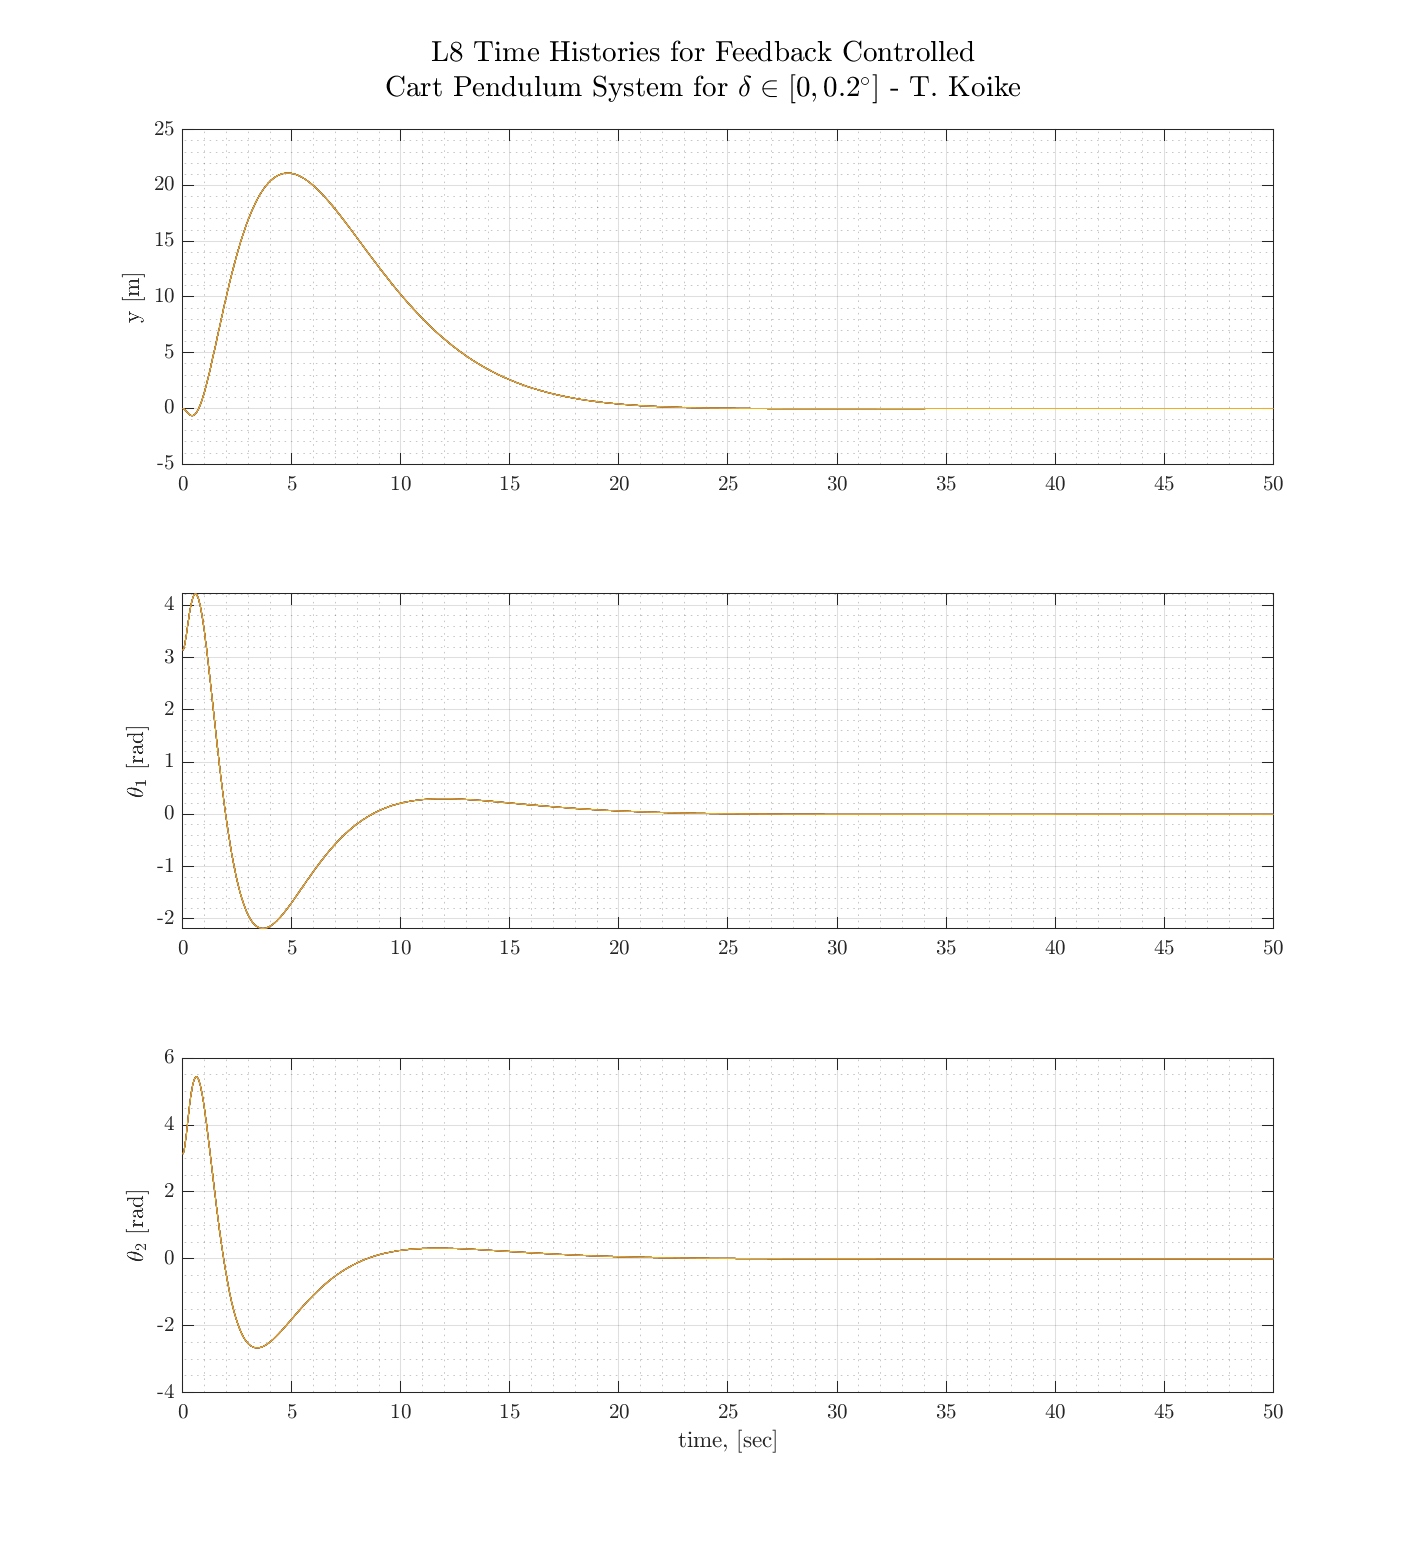 L8 Time Histories for Feedback Controlled
Cart Pendulum System for δ ∈ [0, 0.2°] - T. Koike
25
20
15
10
5
0
-5
y [m]
0 5 10 15 20 25 30 35 40 45 50
4
3
2
1
0
-1
-2
θ₁ [rad]
0 5 10 15 20 25 30 35 40 45 50
6
4
2
0
-2
-4
θ₂ [rad]
0 5 10 15 20 25 30 35 40 45 50
time, [sec]